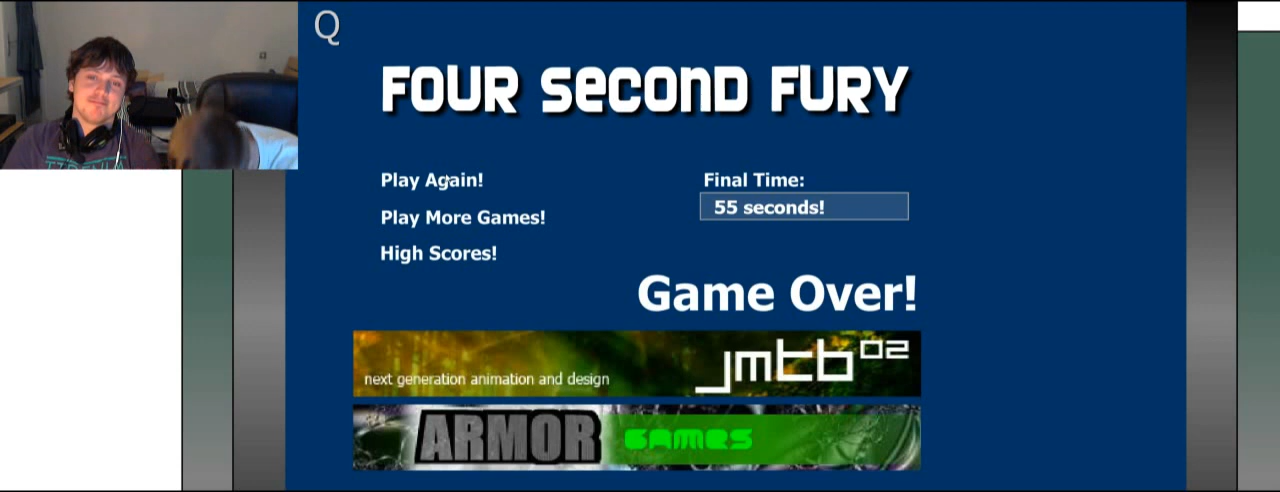 Q
FOUR SECOND FURY
Play Again!
Final Time:
55 seconds!
Play More Games!
High Scores!
Game Over!
jmtb02
next generation animation and design
ARMOR GAMES